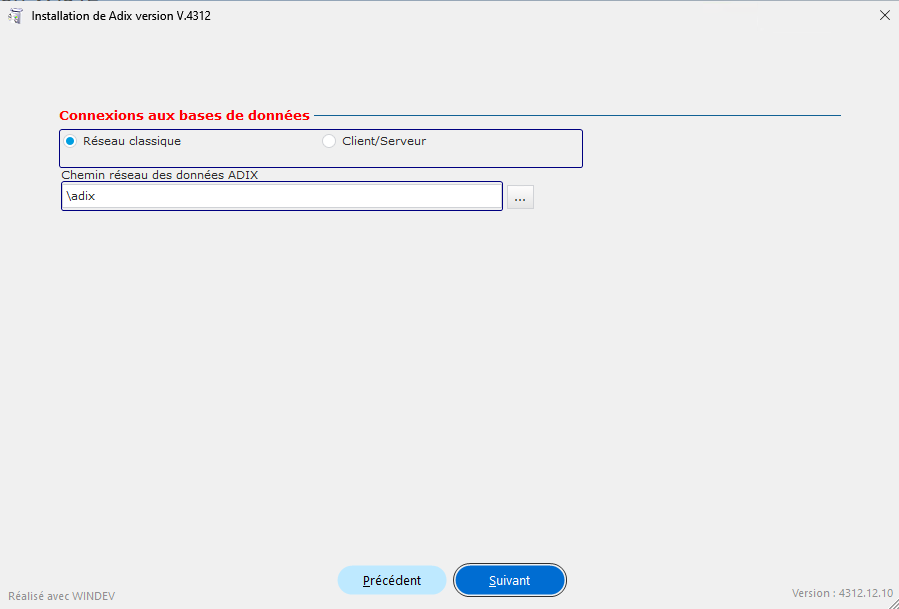 Installation de Adix version V.4312
Connexions aux bases de données
Réseau classique Client/Serveur
Chemin réseau des données ADIX
\adix ...
Précédent Suivant
Réalisé avec WINDEV Version : 4312.12.10